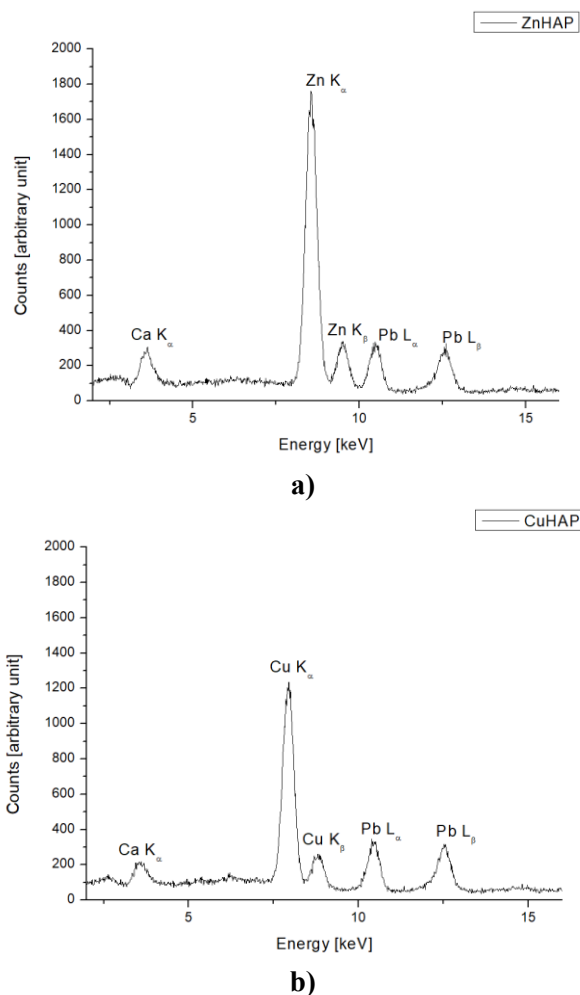 ZnHAP
2000
1800
1600
1400
1200
1000
800
600
400
200
0
Counts [arbitrary unit]
Zn Kα
Ca Kα
Zn Kβ
Pb Lα
Pb Lβ
5
10
15
Energy [keV]
a)
CuHAP
2000
1800
1600
1400
1200
1000
800
600
400
200
0
Counts [arbitrary unit]
Cu Kα
Ca Kα
Cu Kβ
Pb Lα
Pb Lβ
5
10
15
Energy [keV]
b)